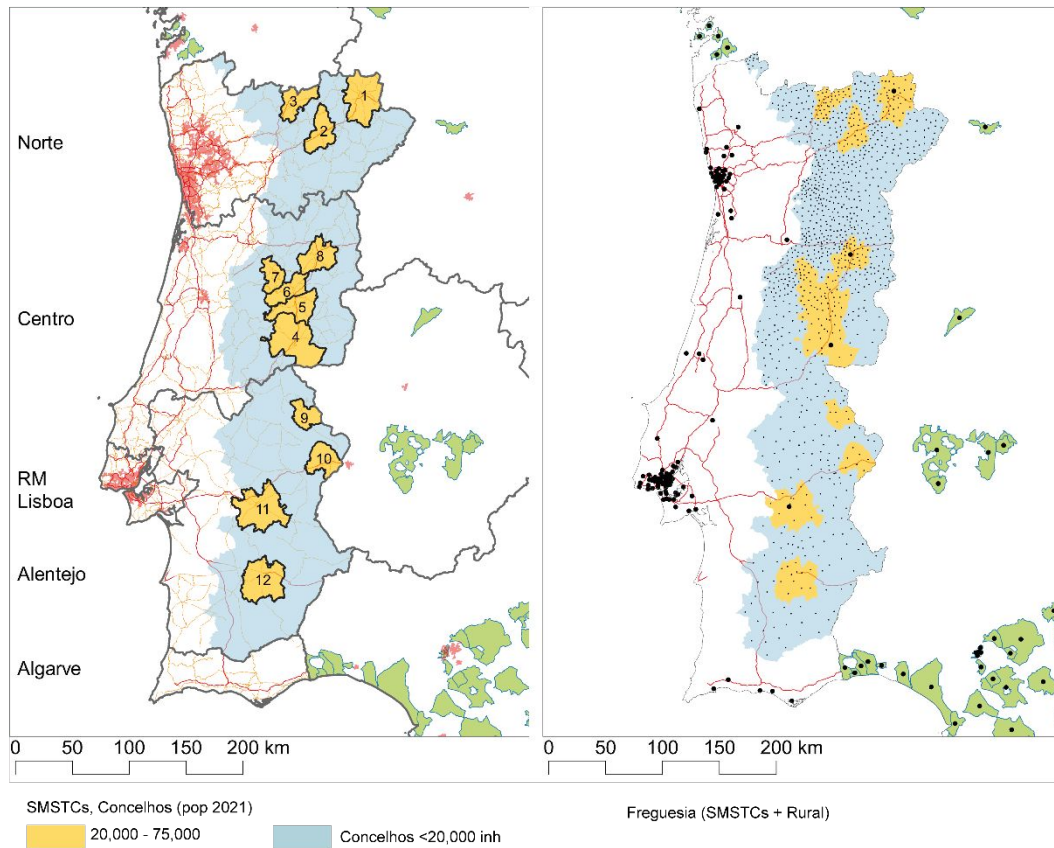 Norte
Centro
RM
Lisboa
Alentejo
Algarve
1
3
2
8
7
6
5
4
9
10
11
12
0 50 100 150 200 km
0 50 100 150 200 km
SMSTCs, Concelhos (pop 2021)
20,000 - 75,000
Concelhos <20,000 inh
Freguesia (SMSTCs + Rural)